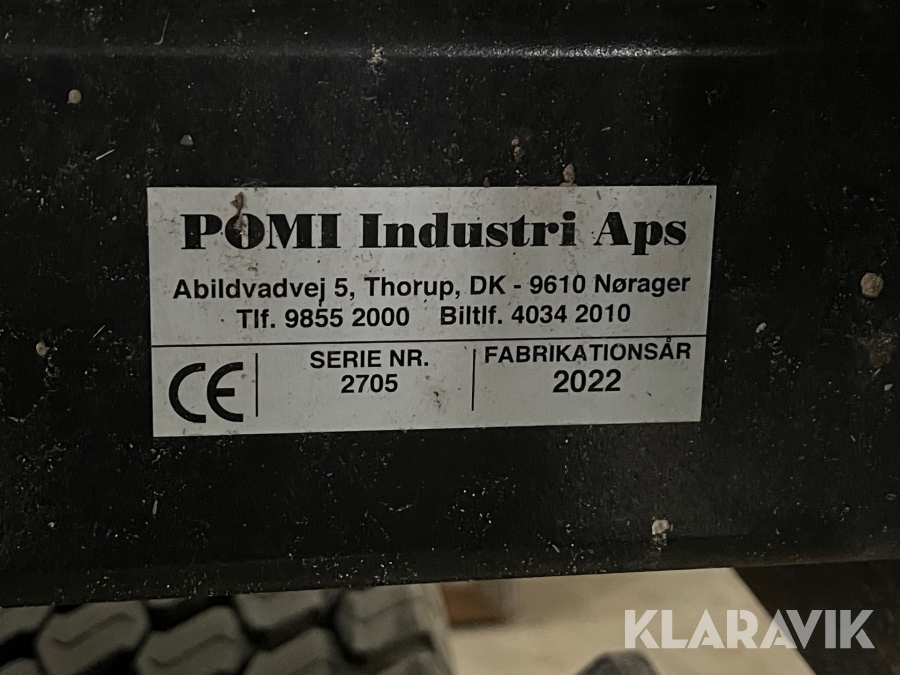 POMI Industri Aps
Abildvadvej 5, Thorup, DK - 9610 Nørager
Tlf. 9855 2000 Biltlf. 4034 2010
CE
SERIE NR.
2705
FABRIKATIONSÅR
2022
KLARAVIK